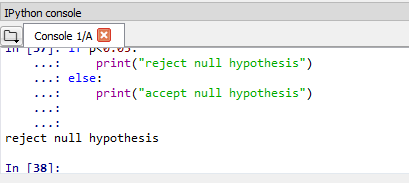 IPython console
Console 1/A
In [37]: if p<0.05:
...:     print("reject null hypothesis")
...: else:
...:     print("accept null hypothesis")
...:
...:
reject null hypothesis
In [38]: